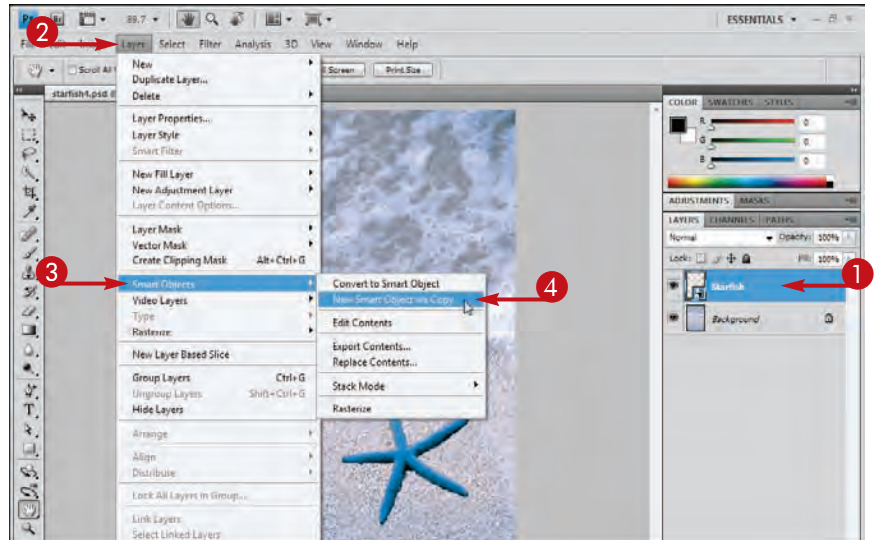 Ps Br 88.7 ESSENTIALS
2
Layer Select Filter Analysis 3D View Window Help
Scroll All Screen Print Size
starfish4.psd
New
Duplicate Layer...
Delete
Layer Properties...
Layer Style
Smart Filter
New Fill Layer
New Adjustment Layer
Layer Content Options...
Layer Mask
Vector Mask
Create Clipping Mask Alt+Ctrl+G
3
Smart Objects
Video Layers
Type
Rasterize
New Layer Based Slice
Group Layers Ctrl+G
Ungroup Layers Shift+Ctrl+G
Hide Layers
Arrange
Align
Distribute
Lock All Layers in Group...
Link Layers
Select Linked Layers
Convert to Smart Object
New Smart Object via Copy
4
Edit Contents
Export Contents...
Replace Contents...
Stack Mode
Rasterize
COLOR SWATCHES STYLES
R 0
G 0
B 0
ADJUSTMENTS MASKS
LAYERS CHANNELS PATHS
Normal Opacity: 100%
Lock: Fill: 100%
Starfish
1
Background